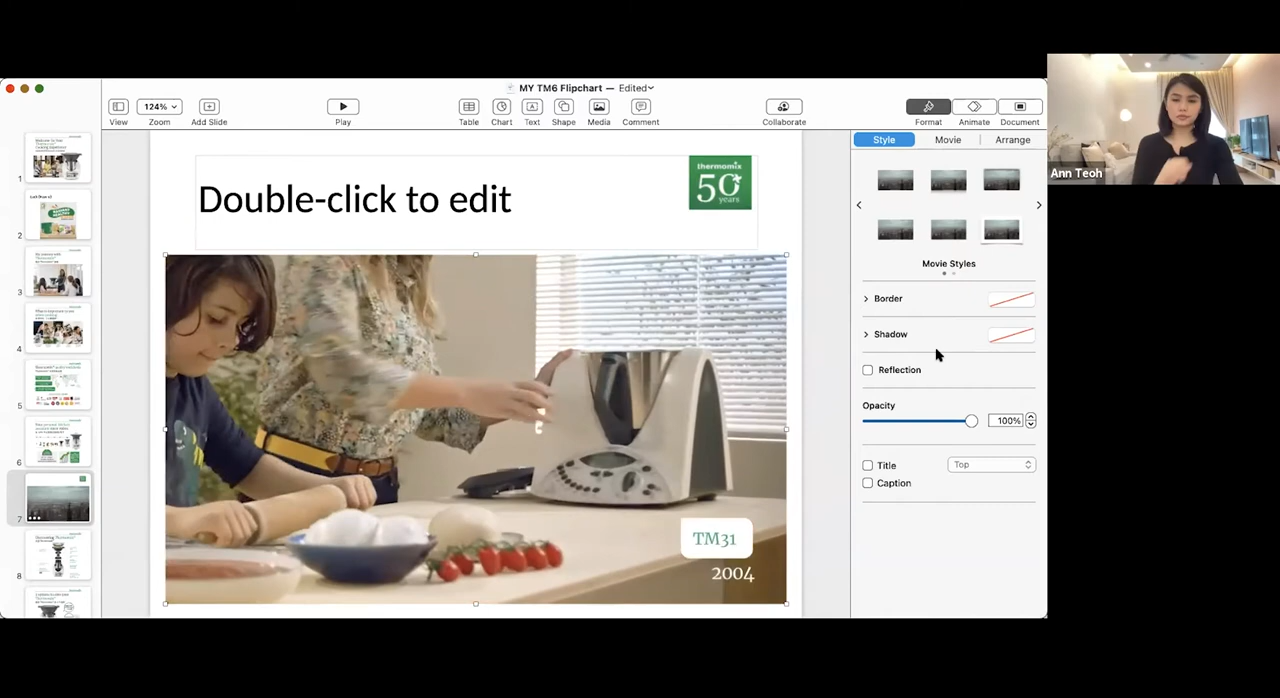 MY TM6 Flipchart — Edited
124%
View
Zoom
Add Slide
Play
Table
Chart
Text
Shape
Media
Comment
Collaborate
Format
Animate
Document
Style
Movie
Arrange
Ann Teoh
1
2
3
4
5
6
7
8
Double-click to edit
thermomix
50
years
TM31
2004
Movie Styles
Border
Shadow
Reflection
Opacity
100%
Title
Top
Caption